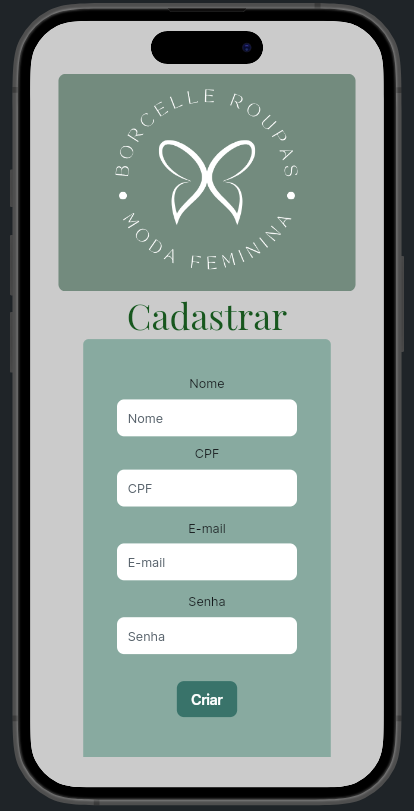 BORCELLE ROUPAS
MODA FEMININA
Cadastrar
Nome
Nome
CPF
CPF
E-mail
E-mail
Senha
Senha
Criar